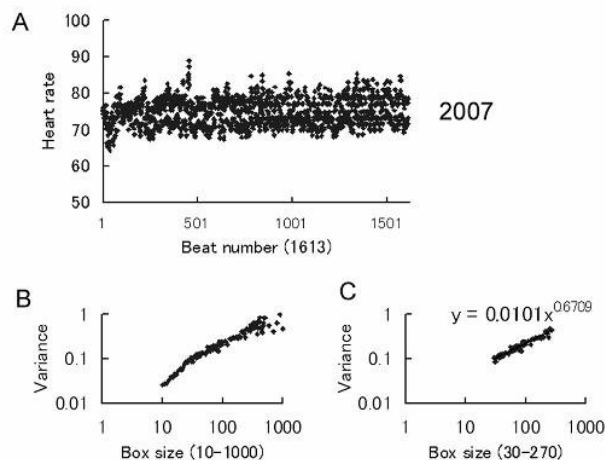 A
100
90
80
70
60
50
Heart rate
1
501
1001
1501
Beat number (1613)
2007
B
1
0.1
0.01
Variance
1
10
100
1000
Box size (10-1000)
C
y = 0.0101x^0.6709
1
0.1
0.01
Variance
1
10
100
1000
Box size (30-270)